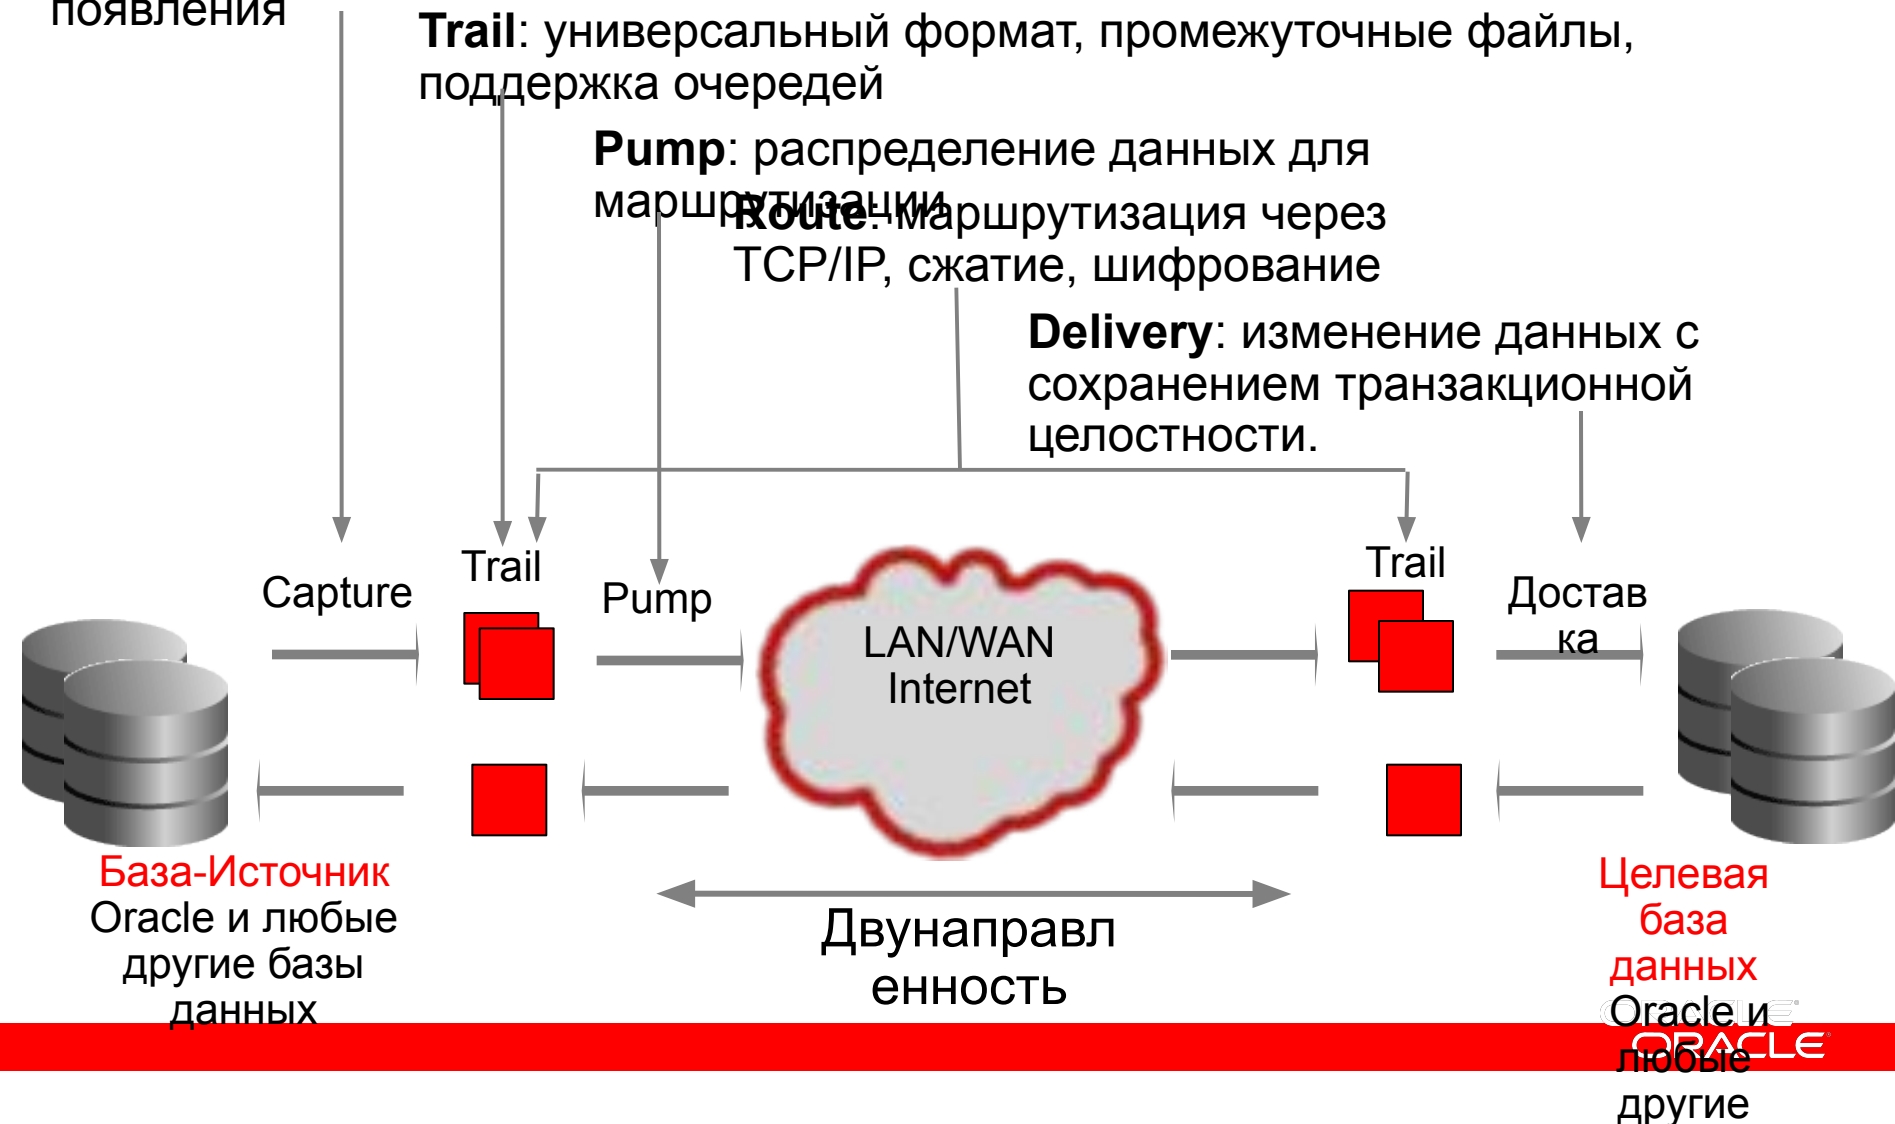 появления
Trail: универсальный формат, промежуточные файлы,
поддержка очередей
Pump: распределение данных для
маршрутизации
Route: маршрутизация через
TCP/IP, сжатие, шифрование
Delivery: изменение данных с
сохранением транзакционной
целостности.
Capture
Trail
Pump
LAN/WAN
Internet
Trail
Достав
ка
База-Источник
Oracle и любые
другие базы
данных
Двунаправл
енность
Целевая
база
данных
Oracle и
любые
другие
ORACLE
ORACLE